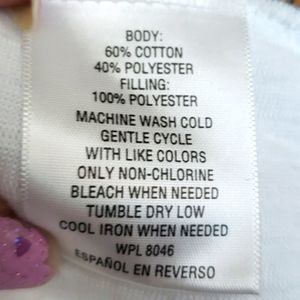 BODY:
60% COTTON
40% POLYESTER
FILLING:
100% POLYESTER
MACHINE WASH COLD
GENTLE CYCLE
WITH LIKE COLORS
ONLY NON-CHLORINE
BLEACH WHEN NEEDED
TUMBLE DRY LOW
COOL IRON WHEN NEEDED
WPL 8046
ESPAÑOL EN REVERSO